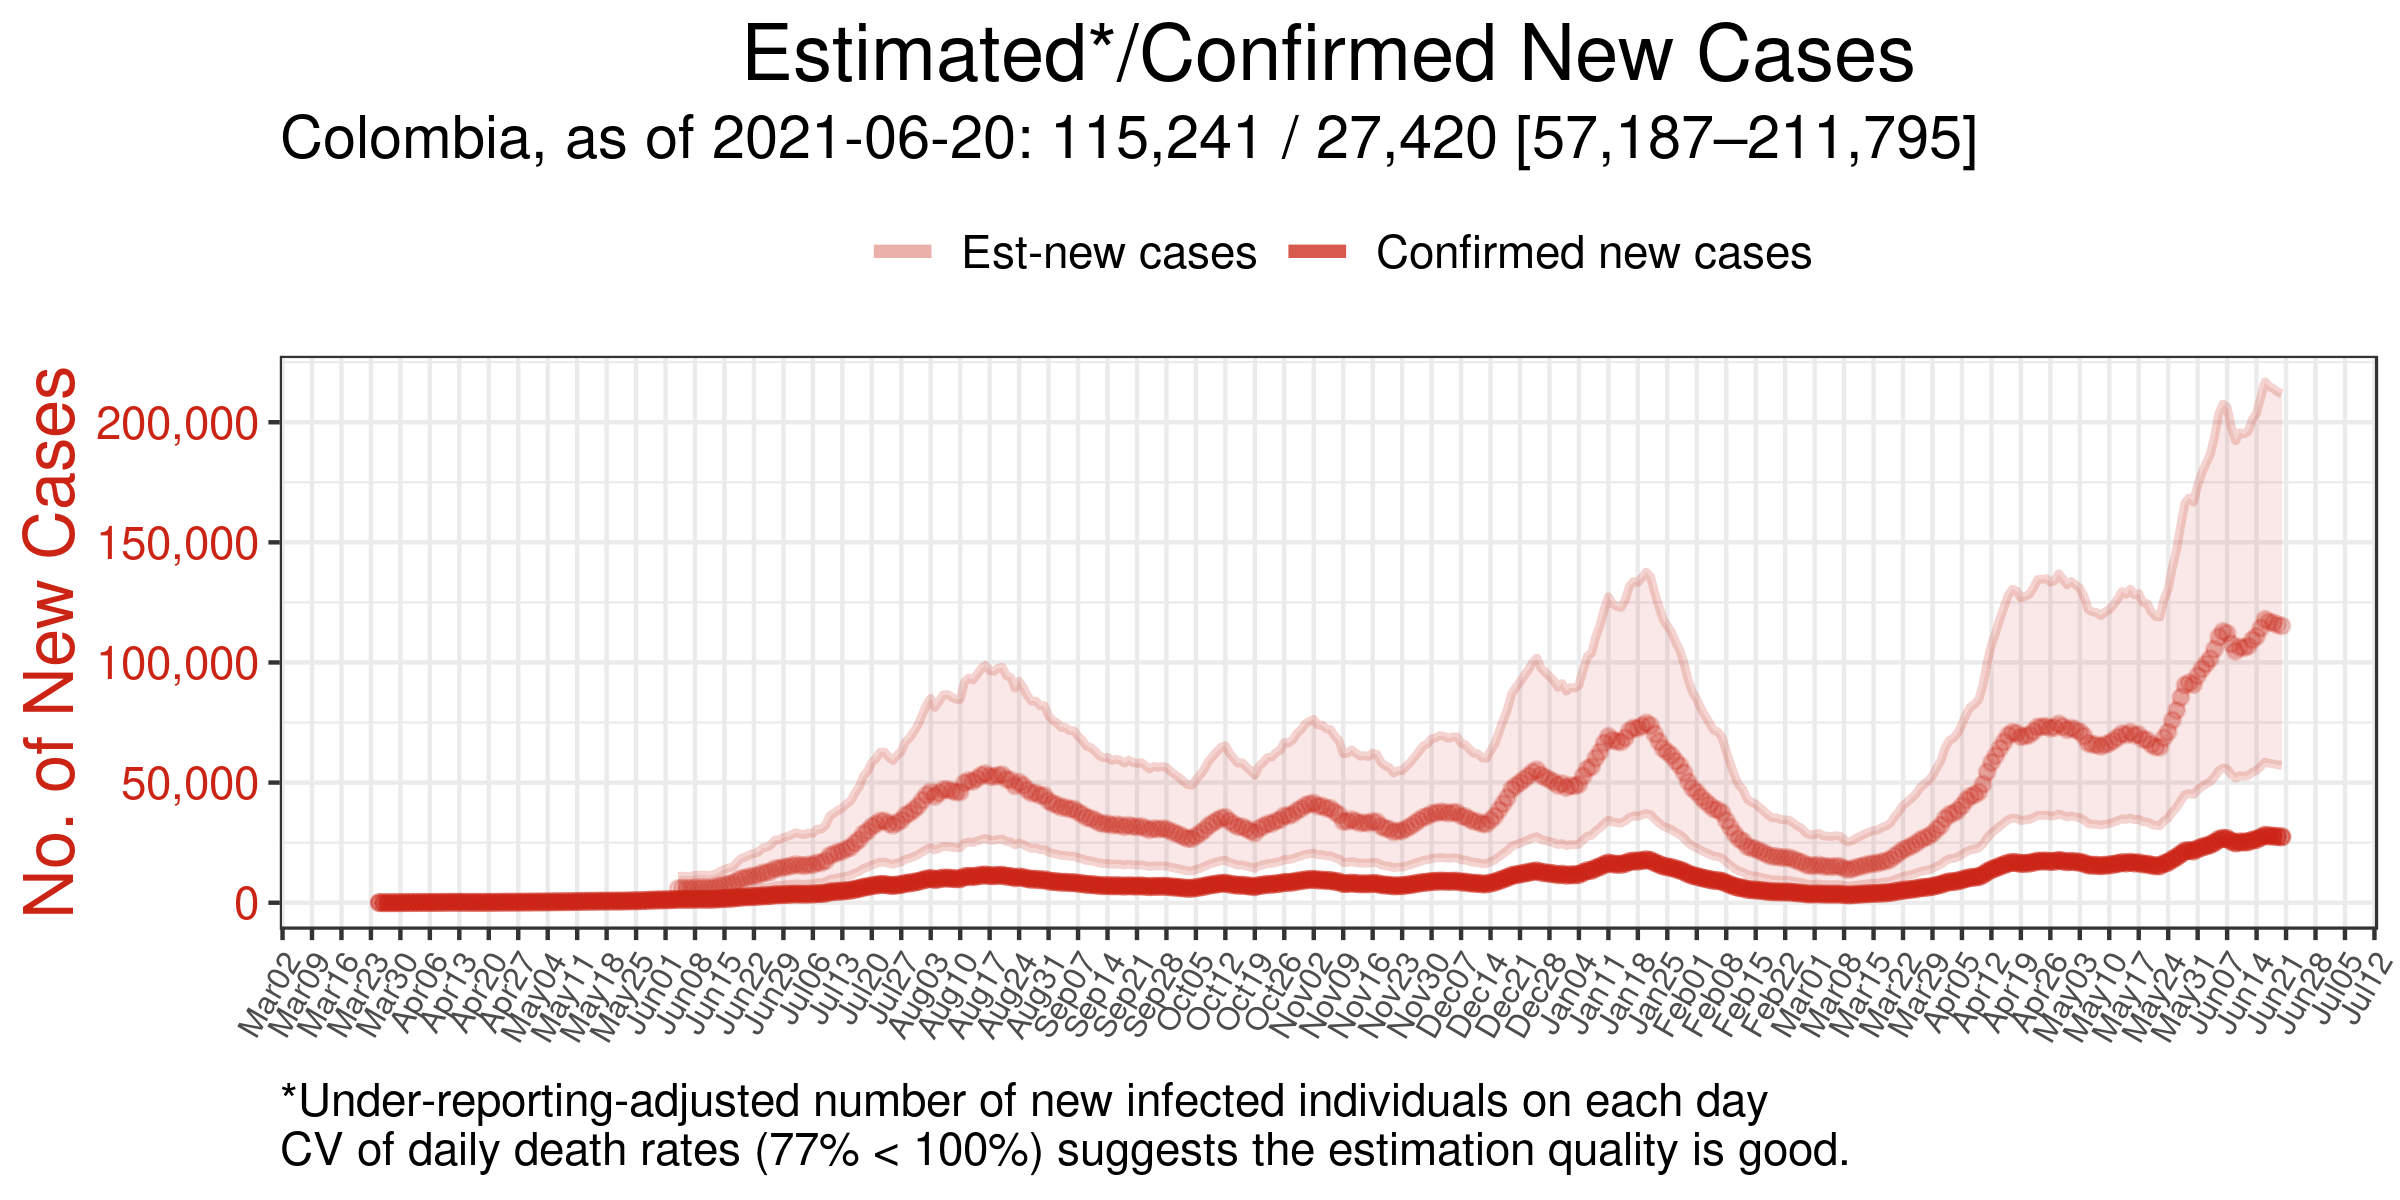 Estimated*/Confirmed New Cases
Colombia, as of 2021-06-20: 115,241 / 27,420 [57,187–211,795]
Est-new cases
Confirmed new cases
No. of New Cases
200,000
150,000
100,000
50,000
0
Mar02
Mar09
Mar16
Mar23
Mar30
Apr06
Apr13
Apr20
Apr27
May04
May11
May18
May25
Jun01
Jun08
Jun15
Jun22
Jun29
Jul06
Jul13
Jul20
Jul27
Aug03
Aug10
Aug17
Aug24
Aug31
Sep07
Sep14
Sep21
Sep28
Oct05
Oct12
Oct19
Oct26
Nov02
Nov09
Nov16
Nov23
Nov30
Dec07
Dec14
Dec21
Dec28
Jan04
Jan11
Jan18
Jan25
Feb01
Feb08
Feb15
Feb22
Mar01
Mar08
Mar15
Mar22
Mar29
Apr05
Apr12
Apr19
Apr26
May03
May10
May17
May24
May31
Jun07
Jun14
Jun21
Jun28
Jul05
Jul12
*Under-reporting-adjusted number of new infected individuals on each day
CV of daily death rates (77% < 100%) suggests the estimation quality is good.